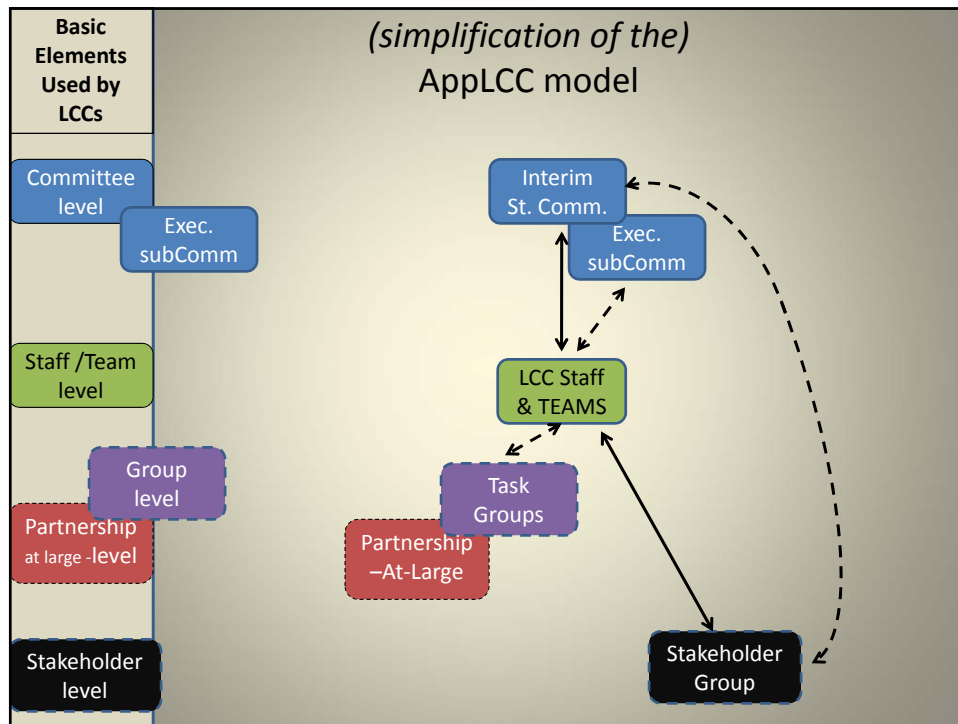 Basic
Elements
Used by
LCCs
(simplification of the)
AppLCC model
Committee
level
Exec.
subComm
Staff /Team
level
Group
level
Partnership
at large -level
Stakeholder
level
Interim
St. Comm.
Exec.
subComm
LCC Staff
& TEAMS
Task
Groups
Partnership
–At-Large
Stakeholder
Group